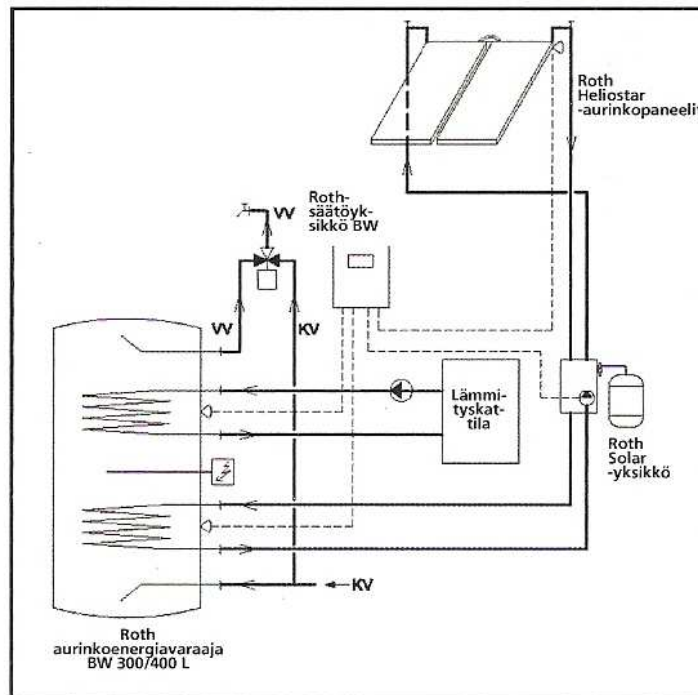 Roth
Heliostar
-aurinkopaneelit
Roth-
säätöyk-
sikkö BW
VV
VV
KV
Lämmi-
tyskat-
tila
Roth
Solar
-yksikkö
KV
Roth
aurinkoenergiavaraaja
BW 300/400 L